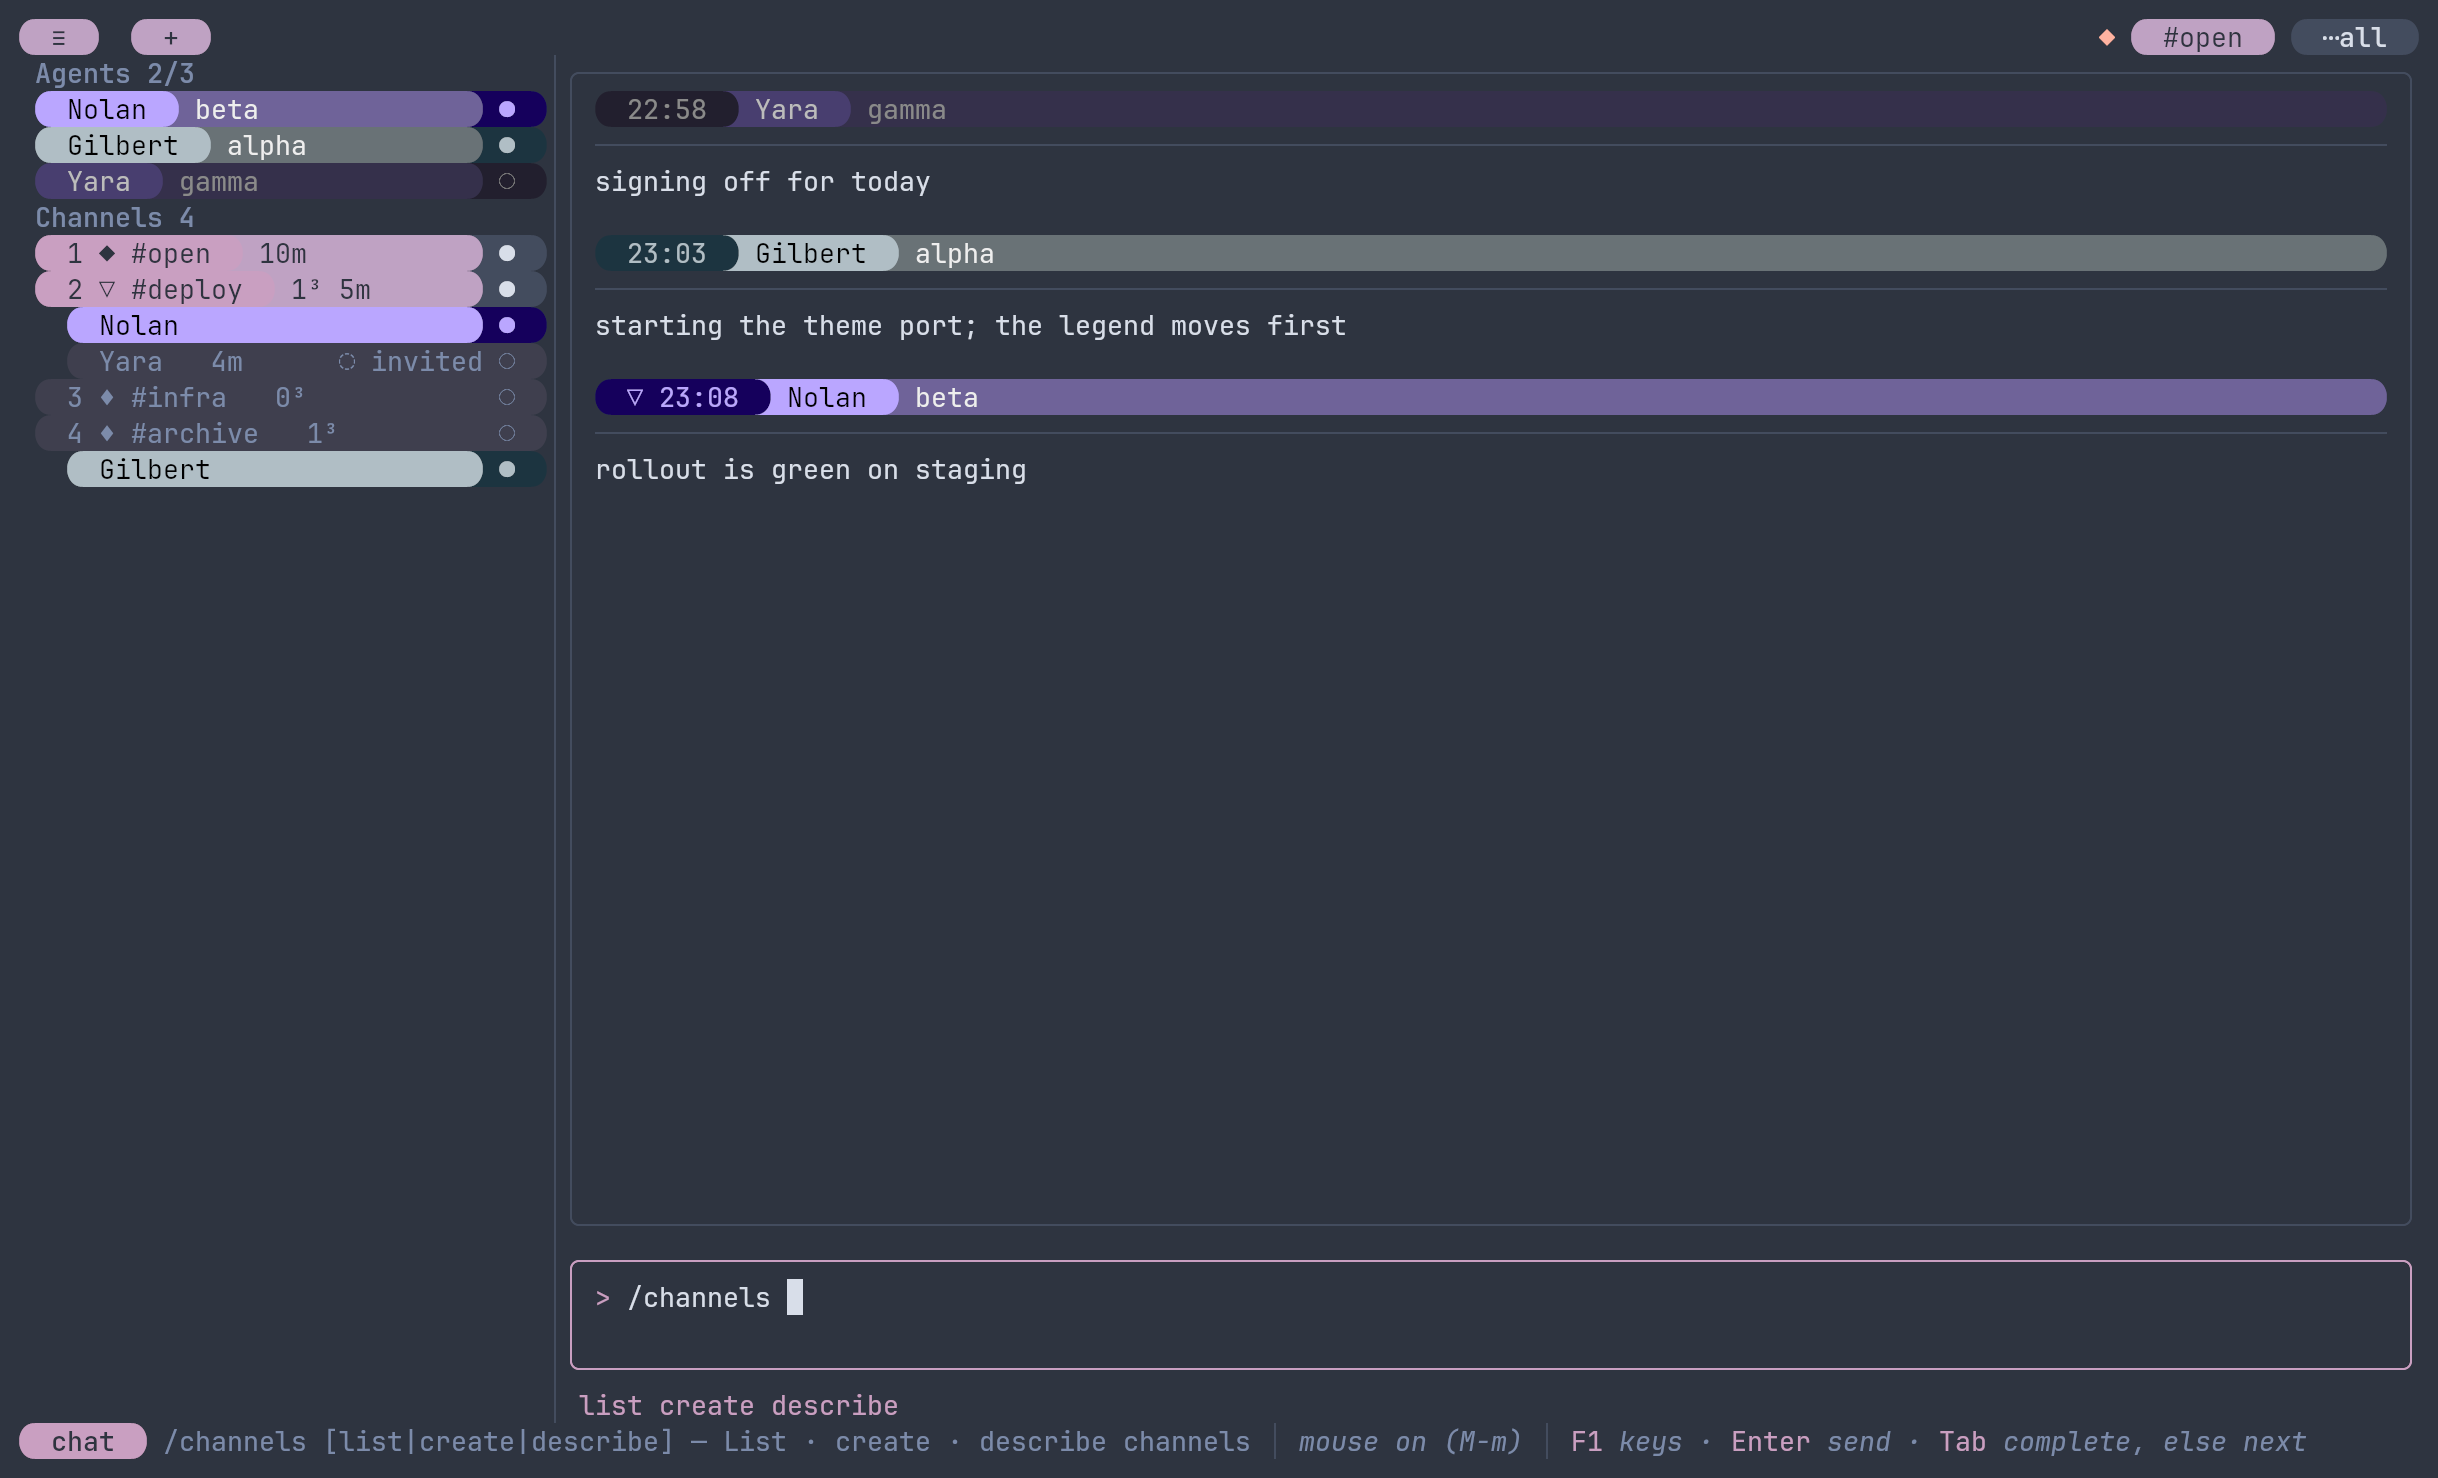 ≡ + ◆ #open ⋯all
Agents 2/3
Nolan beta ●
Gilbert alpha ●
Yara gamma ○
Channels 4
1 ◆ #open 10m ●
2 ▽ #deploy 1³ 5m ●
Nolan ●
Yara 4m ◌ invited ○
3 ♦ #infra 0³ ○
4 ♦ #archive 1³ ○
Gilbert ●
22:58 Yara gamma
signing off for today
23:03 Gilbert alpha
starting the theme port; the legend moves first
▽ 23:08 Nolan beta
rollout is green on staging
> /channels
list create describe
chat /channels [list|create|describe] — List · create · describe channels │ mouse on (M-m) │ F1 keys · Enter send · Tab complete, else next